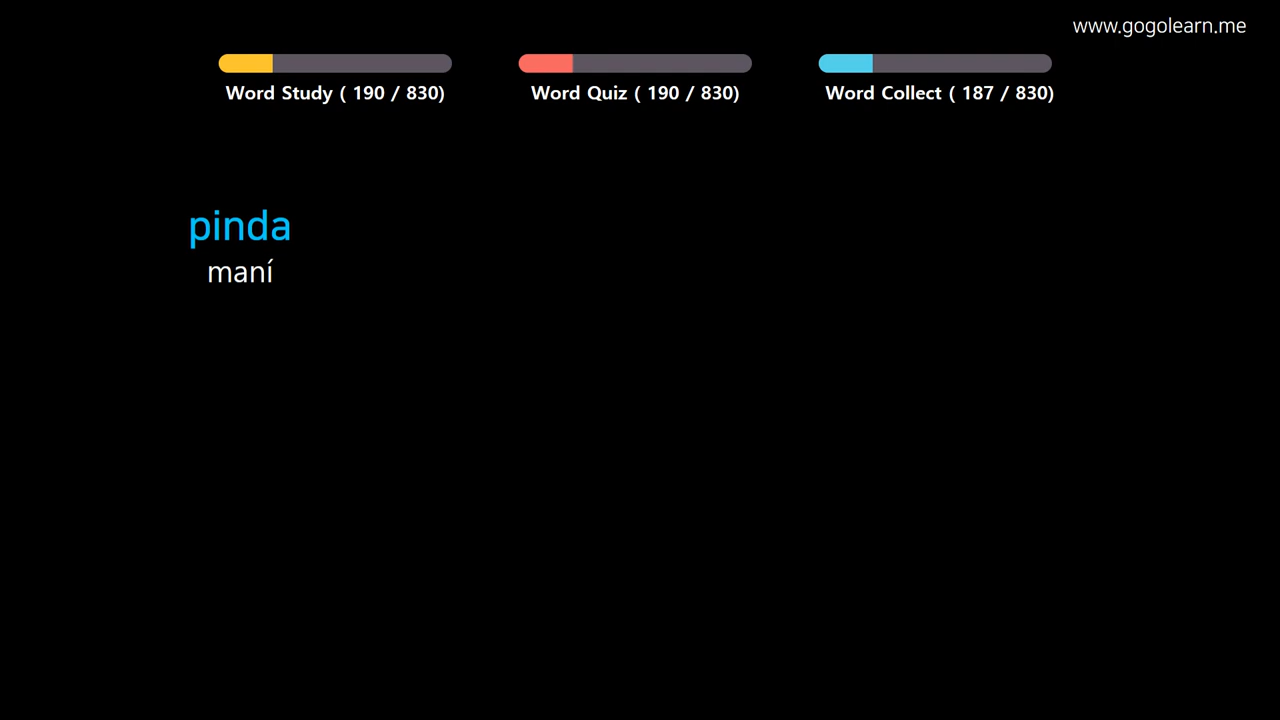 www.gogolearn.me
Word Study ( 190 / 830)
Word Quiz ( 190 / 830)
Word Collect ( 187 / 830)
pinda
maní